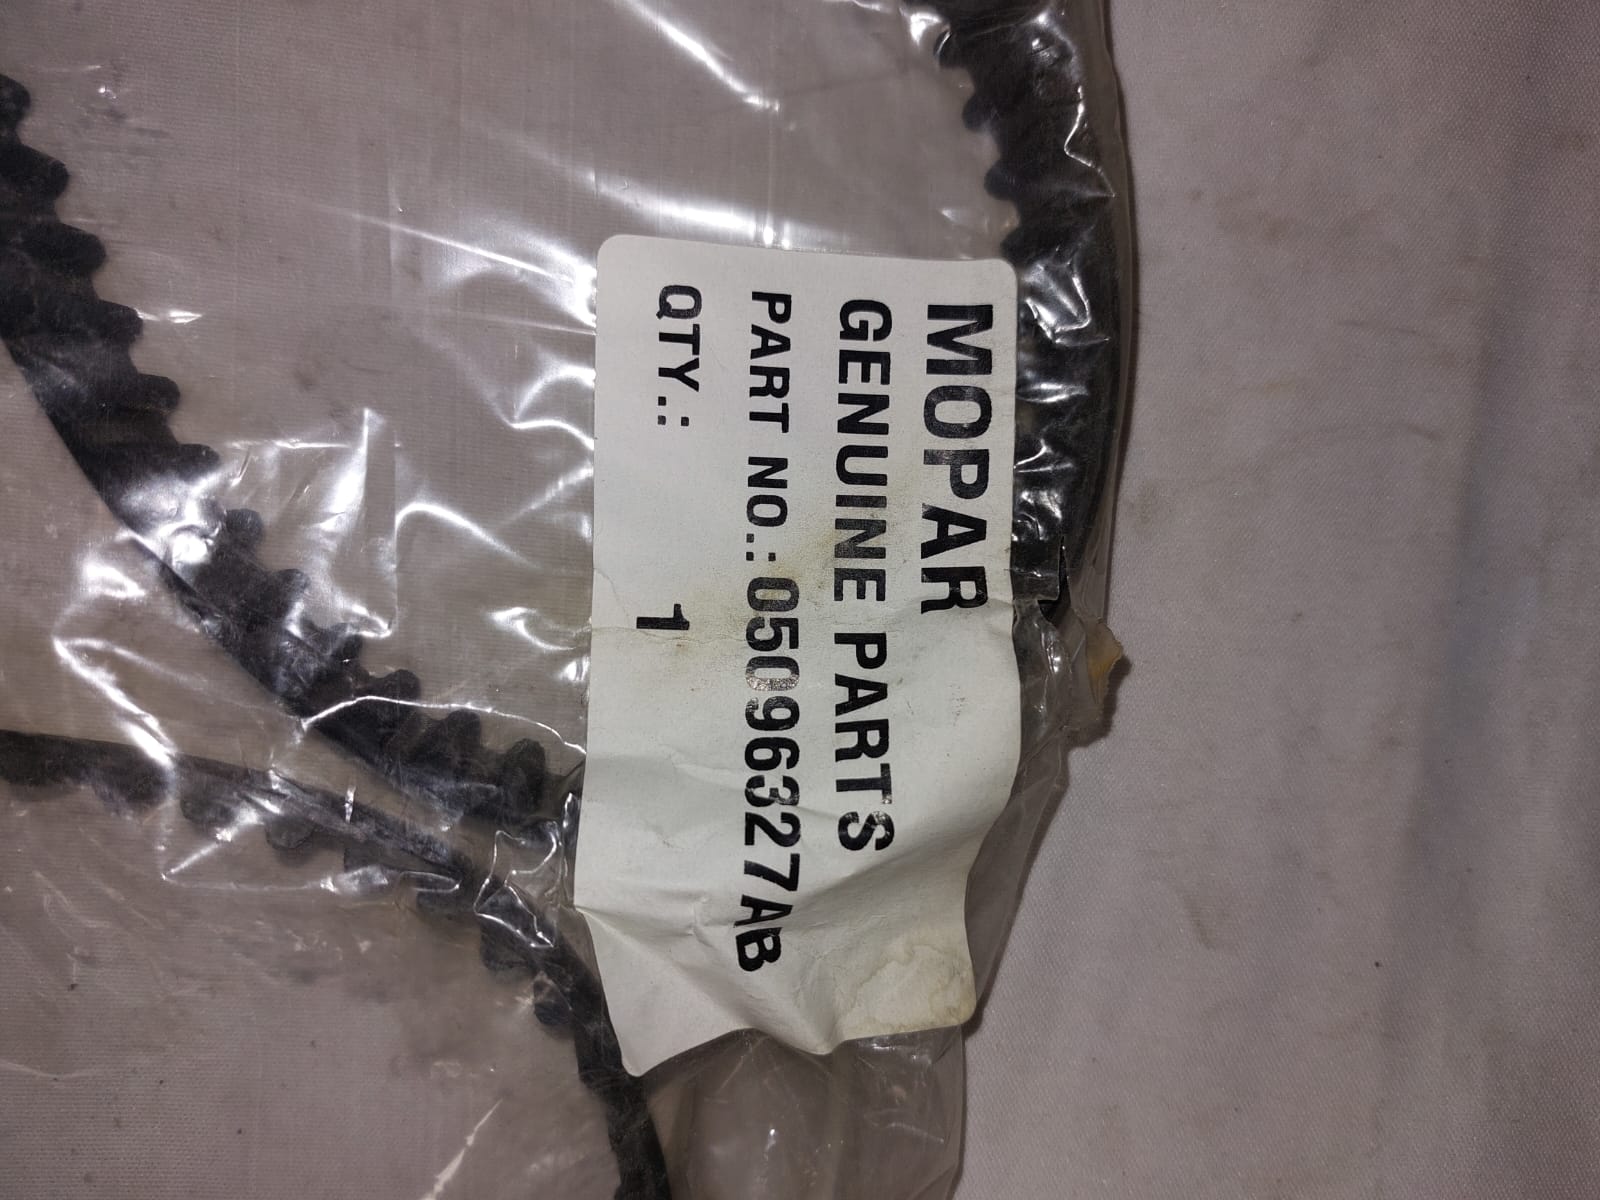 MOPAR
GENUINE PARTS
PART NO.: 05096327AB
QTY.: 1